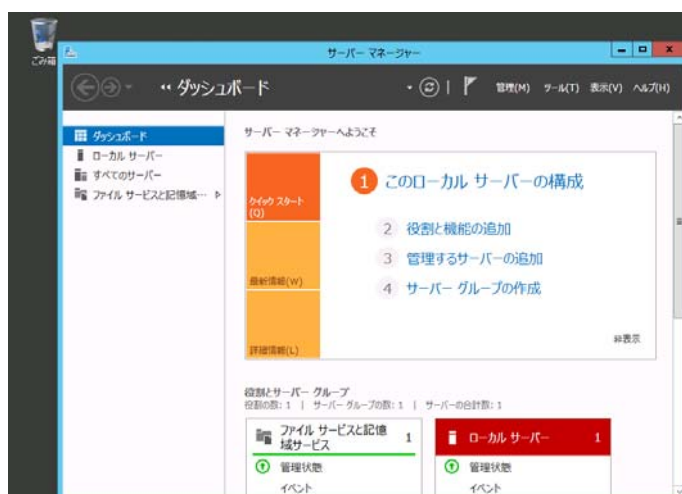 ごみ箱
サーバー マネージャー
ダッシュボード
管理(M) ツール(T) 表示(V) ヘルプ(H)
ダッシュボード
ローカル サーバー
すべてのサーバー
ファイル サービスと記憶域…
サーバー マネージャーへようこそ
クイック スタート
(Q)
最新情報(W)
詳細情報(L)
1 このローカル サーバーの構成
2 役割と機能の追加
3 管理するサーバーの追加
4 サーバー グループの作成
非表示
役割とサーバー グループ
役割の数: 1 | サーバー グループの数: 1 | サーバーの合計数: 1
ファイル サービスと記憶
域サービス
1
管理状態
イベント
ローカル サーバー 1
管理状態
イベント